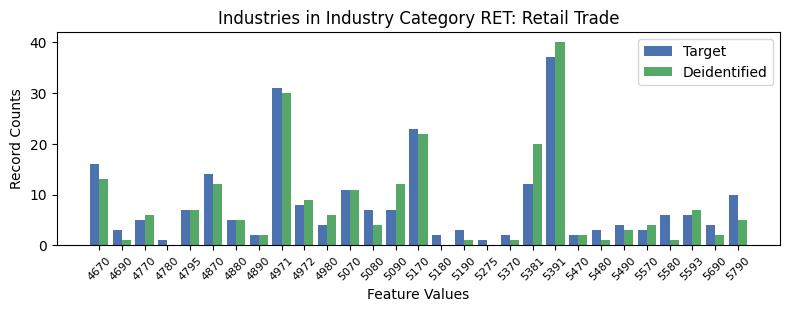 Industries in Industry Category RET: Retail Trade
Target
Deidentified
Record Counts
40
30
20
10
0
4670 4690 4770 4780 4795 4870 4880 4890 4971 4972 4980 5070 5080 5090 5170 5180 5190 5275 5370 5381 5391 5470 5480 5490 5570 5580 5593 5690 5790
Feature Values